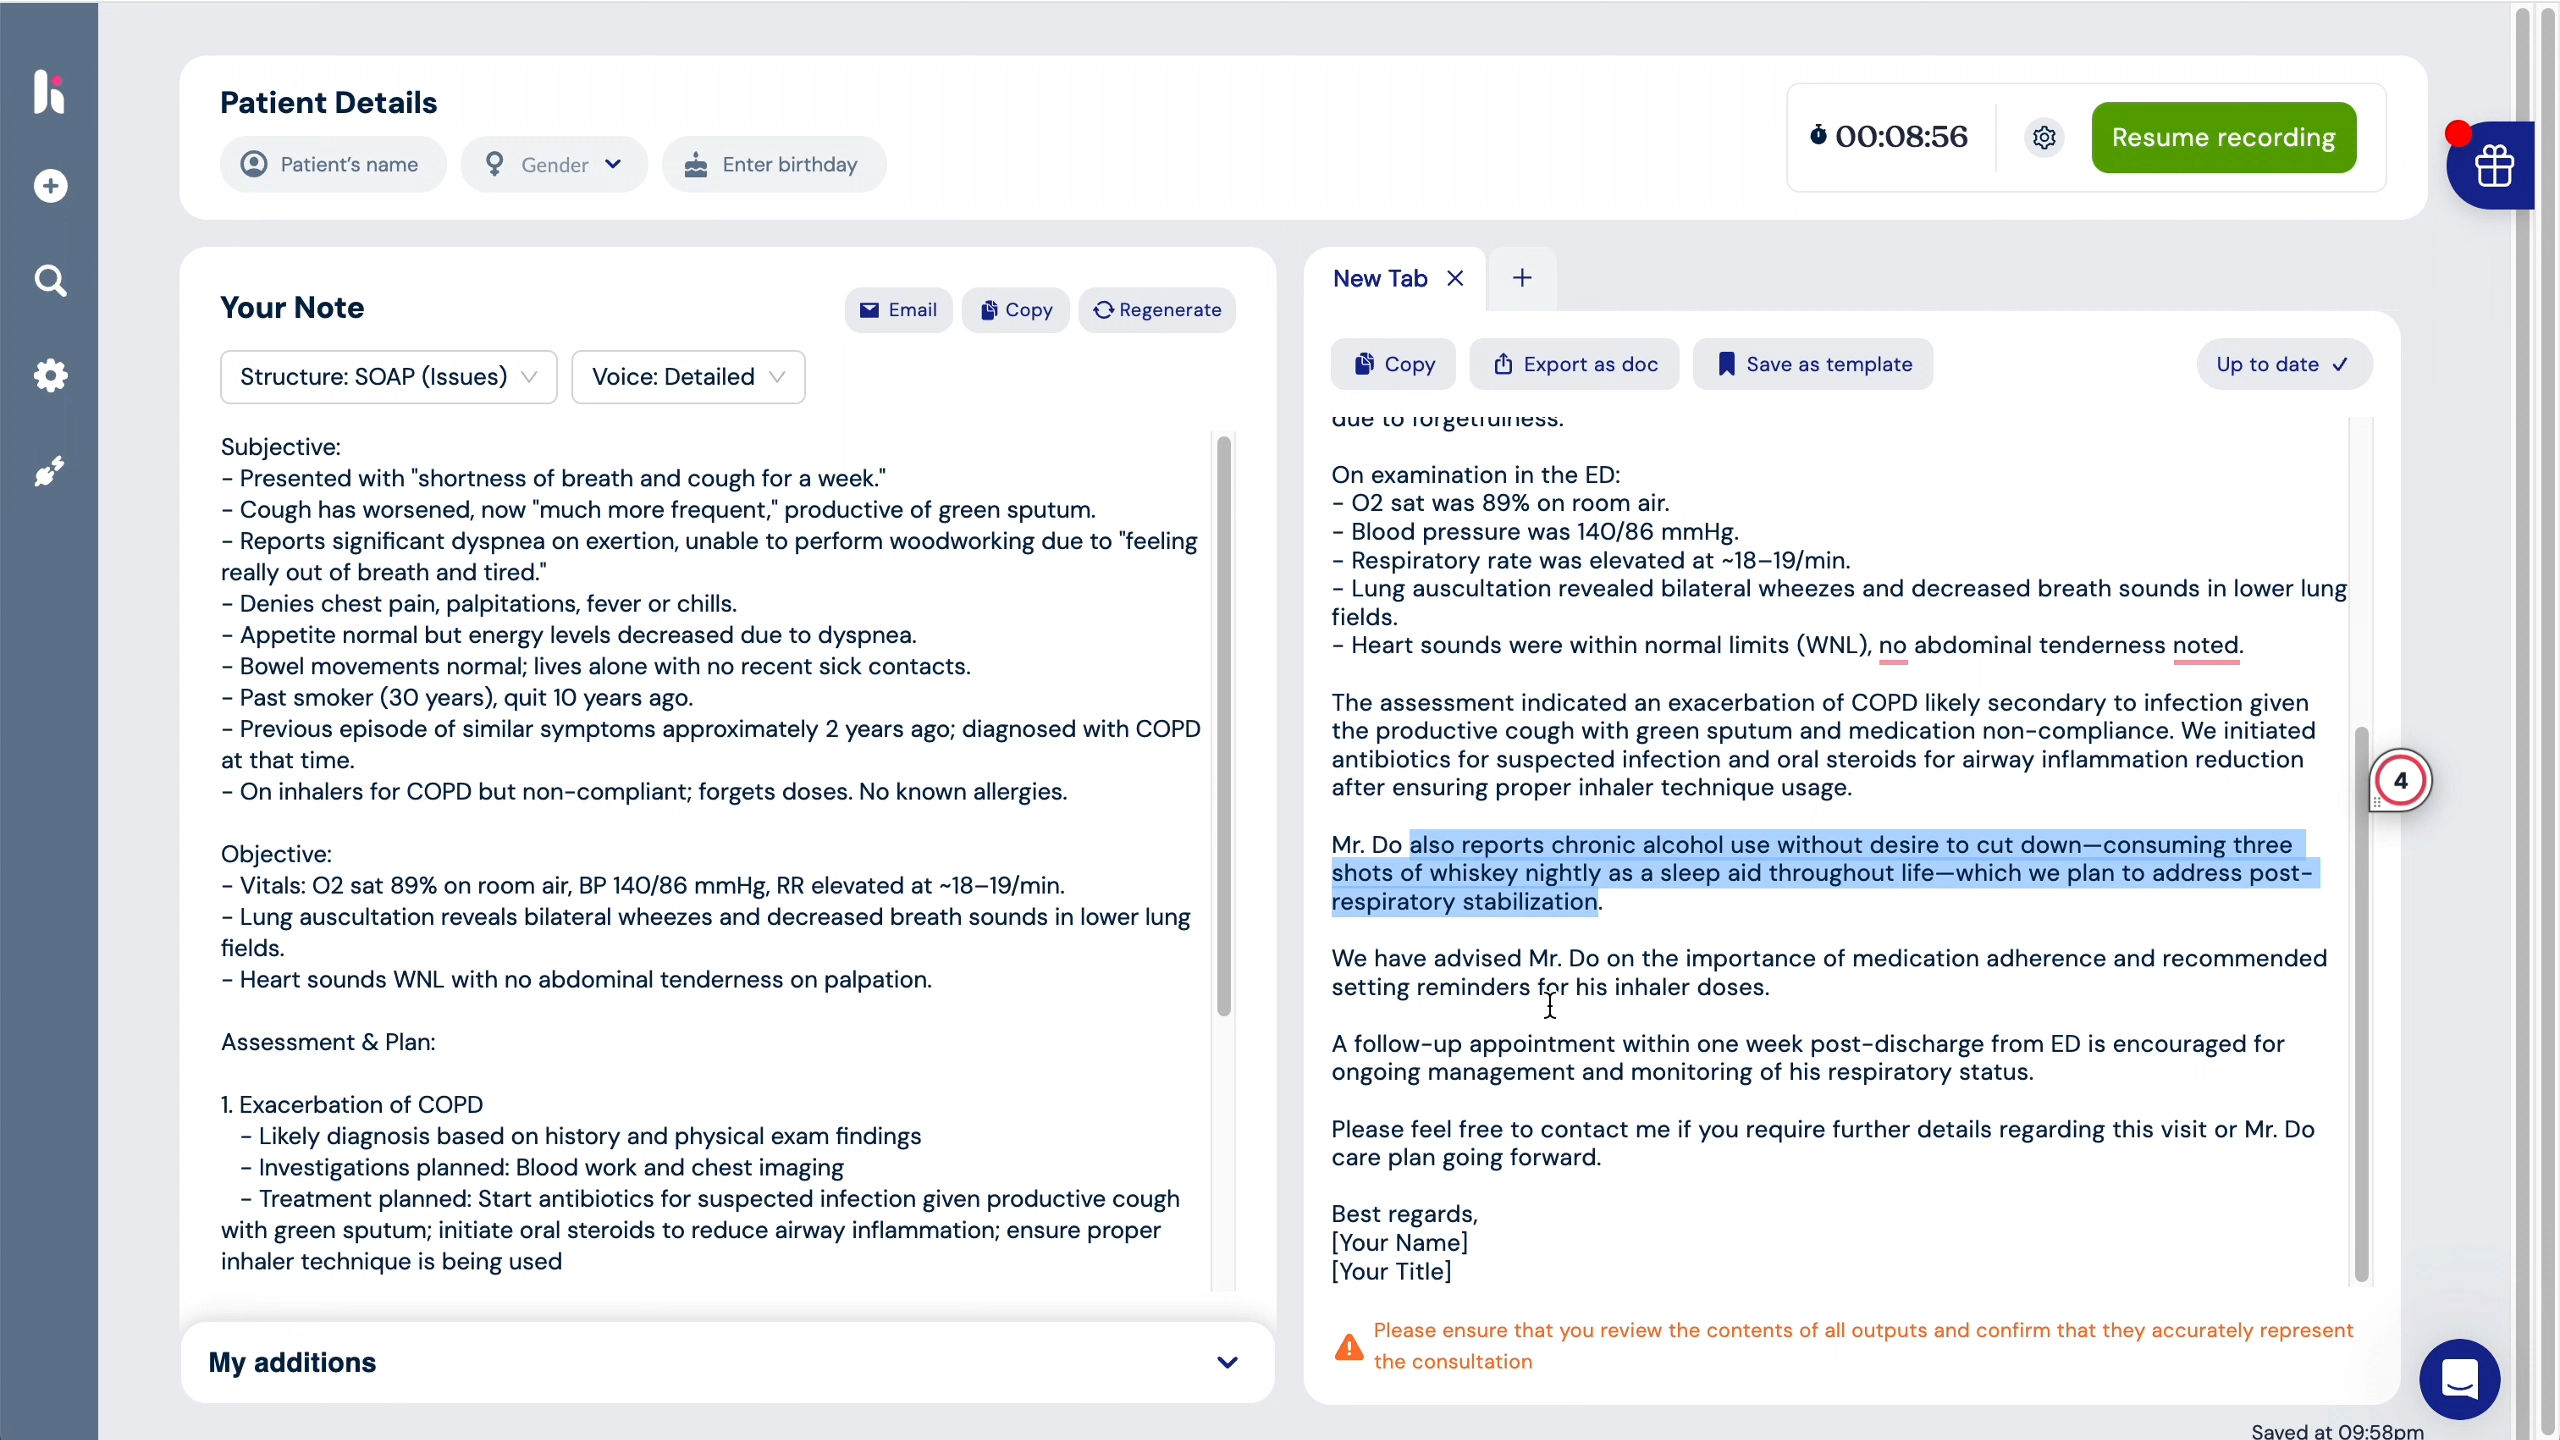 Patient Details
Patient's name
Gender
Enter birthday
00:08:56
Resume recording
Your Note
Email
Copy
Regenerate
Structure: SOAP (Issues)
Voice: Detailed
Subjective:
- Presented with "shortness of breath and cough for a week."
- Cough has worsened, now "much more frequent," productive of green sputum.
- Reports significant dyspnea on exertion, unable to perform woodworking due to "feeling
really out of breath and tired."
- Denies chest pain, palpitations, fever or chills.
- Appetite normal but energy levels decreased due to dyspnea.
- Bowel movements normal; lives alone with no recent sick contacts.
- Past smoker (30 years), quit 10 years ago.
- Previous episode of similar symptoms approximately 2 years ago; diagnosed with COPD
at that time.
- On inhalers for COPD but non-compliant; forgets doses. No known allergies.
Objective:
- Vitals: O2 sat 89% on room air, BP 140/86 mmHg, RR elevated at ~18–19/min.
- Lung auscultation reveals bilateral wheezes and decreased breath sounds in lower lung
fields.
- Heart sounds WNL with no abdominal tenderness on palpation.
Assessment & Plan:
1. Exacerbation of COPD
- Likely diagnosis based on history and physical exam findings
- Investigations planned: Blood work and chest imaging
- Treatment planned: Start antibiotics for suspected infection given productive cough
with green sputum; initiate oral steroids to reduce airway inflammation; ensure proper
inhaler technique is being used
My additions
New Tab
Copy
Export as doc
Save as template
Up to date
due to forgetfulness.
On examination in the ED:
- O2 sat was 89% on room air.
- Blood pressure was 140/86 mmHg.
- Respiratory rate was elevated at ~18–19/min.
- Lung auscultation revealed bilateral wheezes and decreased breath sounds in lower lung
fields.
- Heart sounds were within normal limits (WNL), no abdominal tenderness noted.
The assessment indicated an exacerbation of COPD likely secondary to infection given
the productive cough with green sputum and medication non-compliance. We initiated
antibiotics for suspected infection and oral steroids for airway inflammation reduction
after ensuring proper inhaler technique usage.
4
Mr. Do also reports chronic alcohol use without desire to cut down—consuming three
shots of whiskey nightly as a sleep aid throughout life—which we plan to address post-
respiratory stabilization.
We have advised Mr. Do on the importance of medication adherence and recommended
setting reminders for his inhaler doses.
A follow-up appointment within one week post-discharge from ED is encouraged for
ongoing management and monitoring of his respiratory status.
Please feel free to contact me if you require further details regarding this visit or Mr. Do
care plan going forward.
Best regards,
[Your Name]
[Your Title]
Please ensure that you review the contents of all outputs and confirm that they accurately represent
the consultation
Saved at 09:58pm